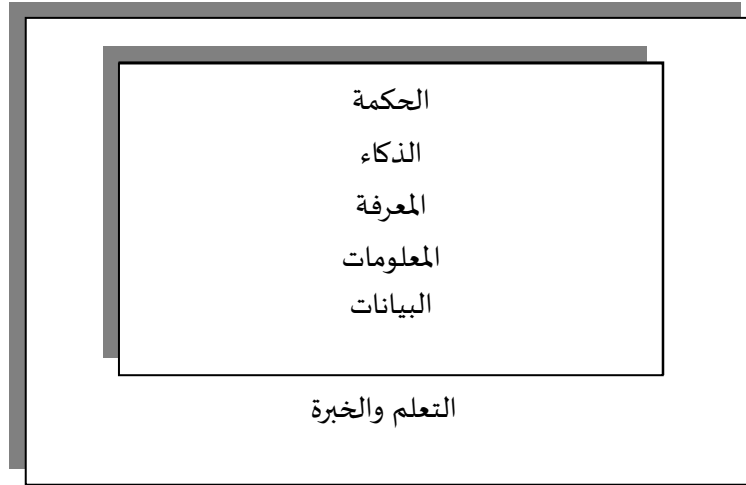 الحكمة
الذكاء
المعرفة
المعلومات
البيانات
التعلم والخبرة